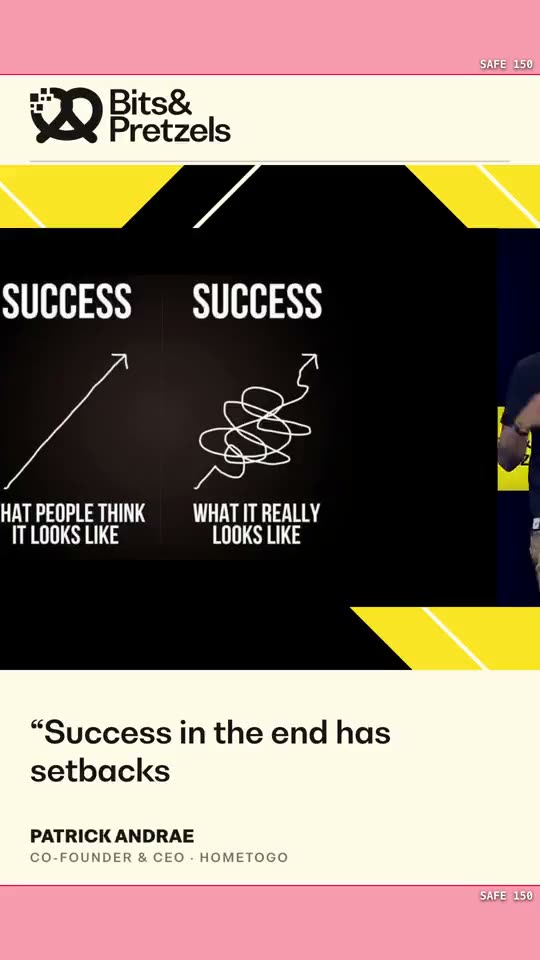 SAFE 150
Bits&
Pretzels
SUCCESS
SUCCESS
HAT PEOPLE THINK
IT LOOKS LIKE
WHAT IT REALLY
LOOKS LIKE
“Success in the end has
setbacks
PATRICK ANDRAE
CO-FOUNDER & CEO · HOMETOGO
SAFE 150